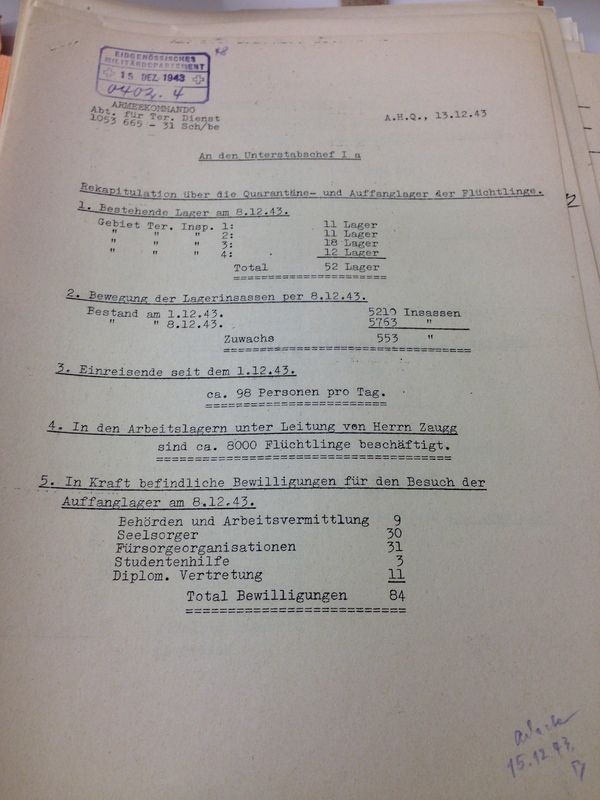 48
EIDGENÖSSISCHES
MILITÄRDEPARTEMENT
15 DEZ. 1943
0402. 4
ARMEEKOMMANDO
Abt. für Ter. Dienst
1053 665 - 31 Sch/be
A.H.Q., 13.12.43
An den Unterstabschef I a
Rekapitulation über die Quarantäne- und Auffanglager der Flüchtlinge.
1. Bestehende Lager am 8.12.43.
Gebiet Ter. Insp. 1: 11 Lager
" " " 2: 11 Lager
" " " 3: 18 Lager
" " " 4: 12 Lager
Total 52 Lager
2. Bewegung der Lagerinsassen per 8.12.43.
Bestand am 1.12.43. 5210 Insassen
" " 8.12.43. 5763 "
Zuwachs 553 "
3. Einreisende seit dem 1.12.43.
ca. 98 Personen pro Tag.
4. In den Arbeitslagern unter Leitung von Herrn Zaugg
sind ca. 8000 Flüchtlinge beschäftigt.
5. In Kraft befindliche Bewilligungen für den Besuch der
Auffanglager am 8.12.43.
Behörden und Arbeitsvermittlung 9
Seelsorger 30
Fürsorgeorganisationen 31
Studentenhilfe 3
Diplom. Vertretung 11
Total Bewilligungen 84
15.12.43.